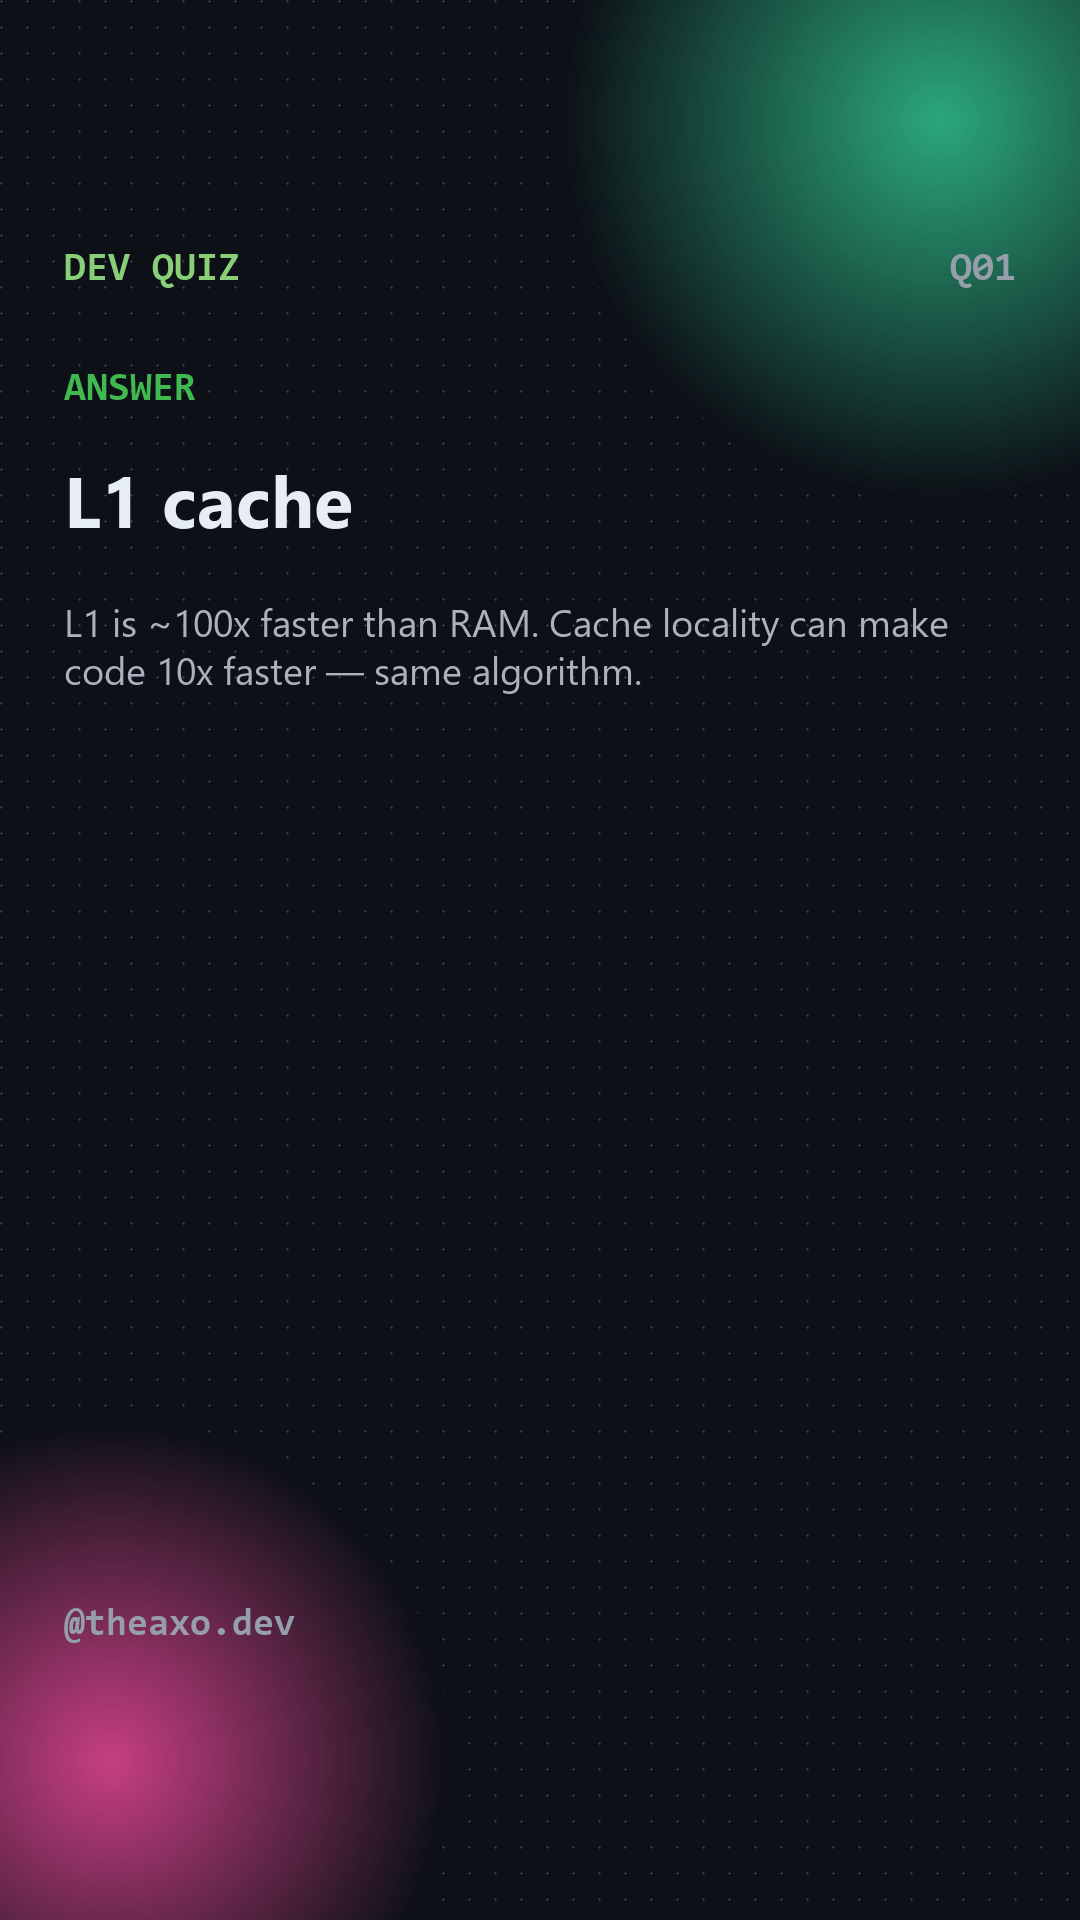 DEV QUIZ
Q01
ANSWER
L1 cache
L1 is ~100x faster than RAM. Cache locality can make
code 10x faster — same algorithm.
@theaxo.dev